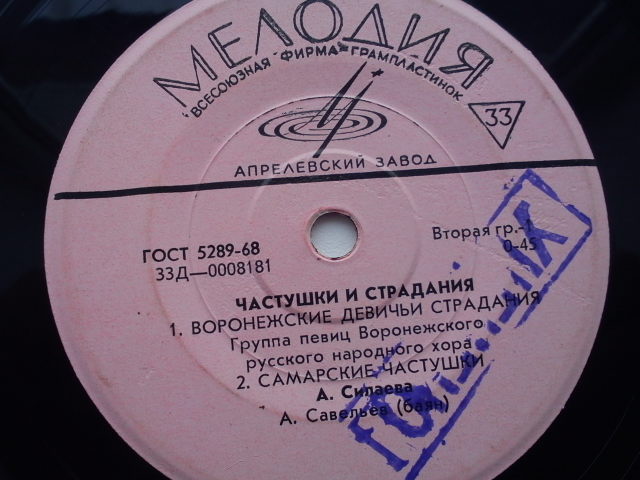 МЕЛОДИЯ
ВСЕСОЮЗНАЯ ФИРМА ГРАМПЛАСТИНОК
33
АПРЕЛЕВСКИЙ ЗАВОД
ГОСТ 5289-68
33Д—0008181
Вторая гр.-1
0-45
ЧАСТУШКИ И СТРАДАНИЯ
1. ВОРОНЕЖСКИЕ ДЕВИЧЬИ СТРАДАНИЯ
Группа певиц Воронежского
русского народного хора
2. САМАРСКИЕ ЧАСТУШКИ
А. Силаева
А. Савельев (баян)